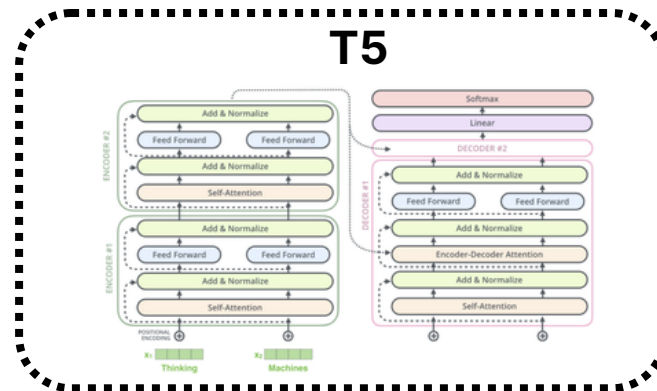 T5
ENCODER #2
Add & Normalize
Feed Forward Feed Forward
Add & Normalize
Self-Attention
ENCODER #1
Add & Normalize
Feed Forward Feed Forward
Add & Normalize
Self-Attention
POSITIONAL
ENCODING
x₁ x₂
Thinking Machines
Softmax
Linear
DECODER #2
DECODER #1
Add & Normalize
Feed Forward Feed Forward
Add & Normalize
Encoder-Decoder Attention
Add & Normalize
Self-Attention